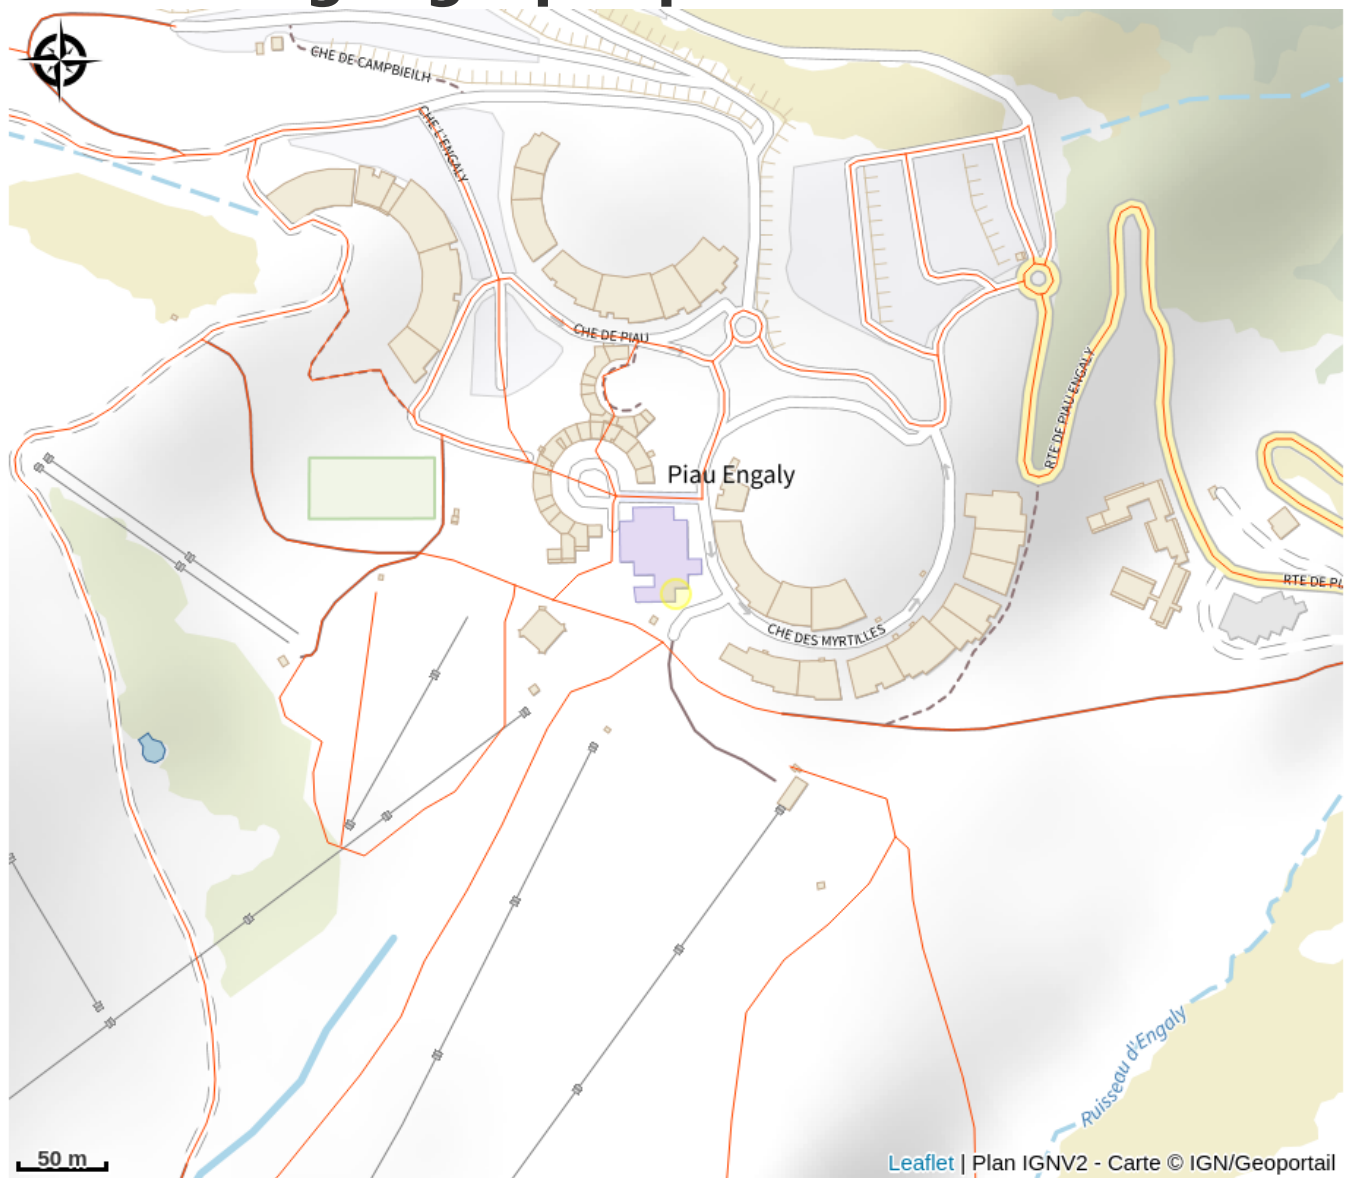 CHE DE CAMPBIEILH
CHE L'ENGALY
CHE DE PIAU
RTE DE PIAU ENGALY
Piau Engaly
RTE DE PI
CHE DES MYRTILLES
Ruisseau d'Engaly
50 m
Leaflet | Plan IGNV2 - Carte © IGN/Geoportail